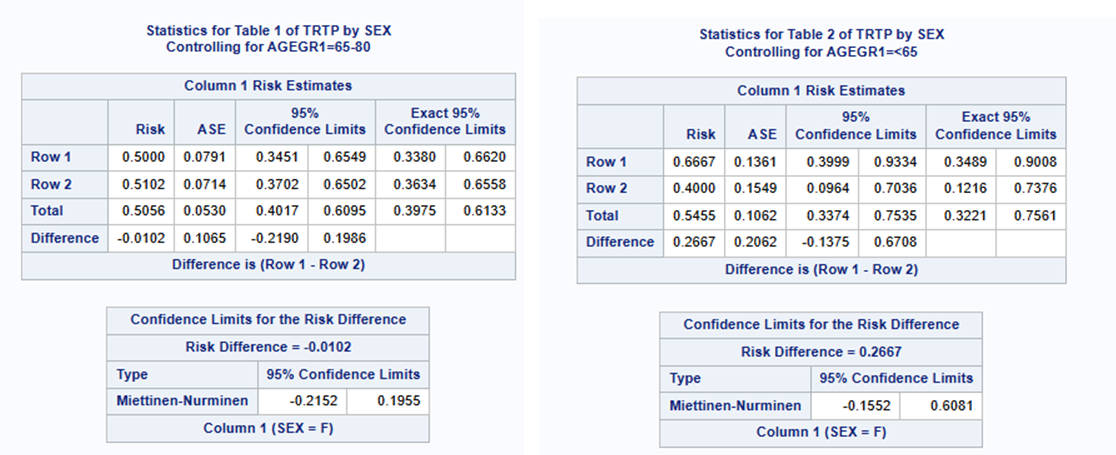 Statistics for Table 1 of TRTP by SEX
Controlling for AGEGR1=65-80
Column 1 Risk Estimates
Risk ASE 95% Confidence Limits Exact 95% Confidence Limits
Row 1 0.5000 0.0791 0.3451 0.6549 0.3380 0.6620
Row 2 0.5102 0.0714 0.3702 0.6502 0.3634 0.6558
Total 0.5056 0.0530 0.4017 0.6095 0.3975 0.6133
Difference -0.0102 0.1065 -0.2190 0.1986
Difference is (Row 1 - Row 2)
Confidence Limits for the Risk Difference
Risk Difference = -0.0102
Type 95% Confidence Limits
Miettinen-Nurminen -0.2152 0.1955
Column 1 (SEX = F)
Statistics for Table 2 of TRTP by SEX
Controlling for AGEGR1=<65
Column 1 Risk Estimates
Risk ASE 95% Confidence Limits Exact 95% Confidence Limits
Row 1 0.6667 0.1361 0.3999 0.9334 0.3489 0.9008
Row 2 0.4000 0.1549 0.0964 0.7036 0.1216 0.7376
Total 0.5455 0.1062 0.3374 0.7535 0.3221 0.7561
Difference 0.2667 0.2062 -0.1375 0.6708
Difference is (Row 1 - Row 2)
Confidence Limits for the Risk Difference
Risk Difference = 0.2667
Type 95% Confidence Limits
Miettinen-Nurminen -0.1552 0.6081
Column 1 (SEX = F)